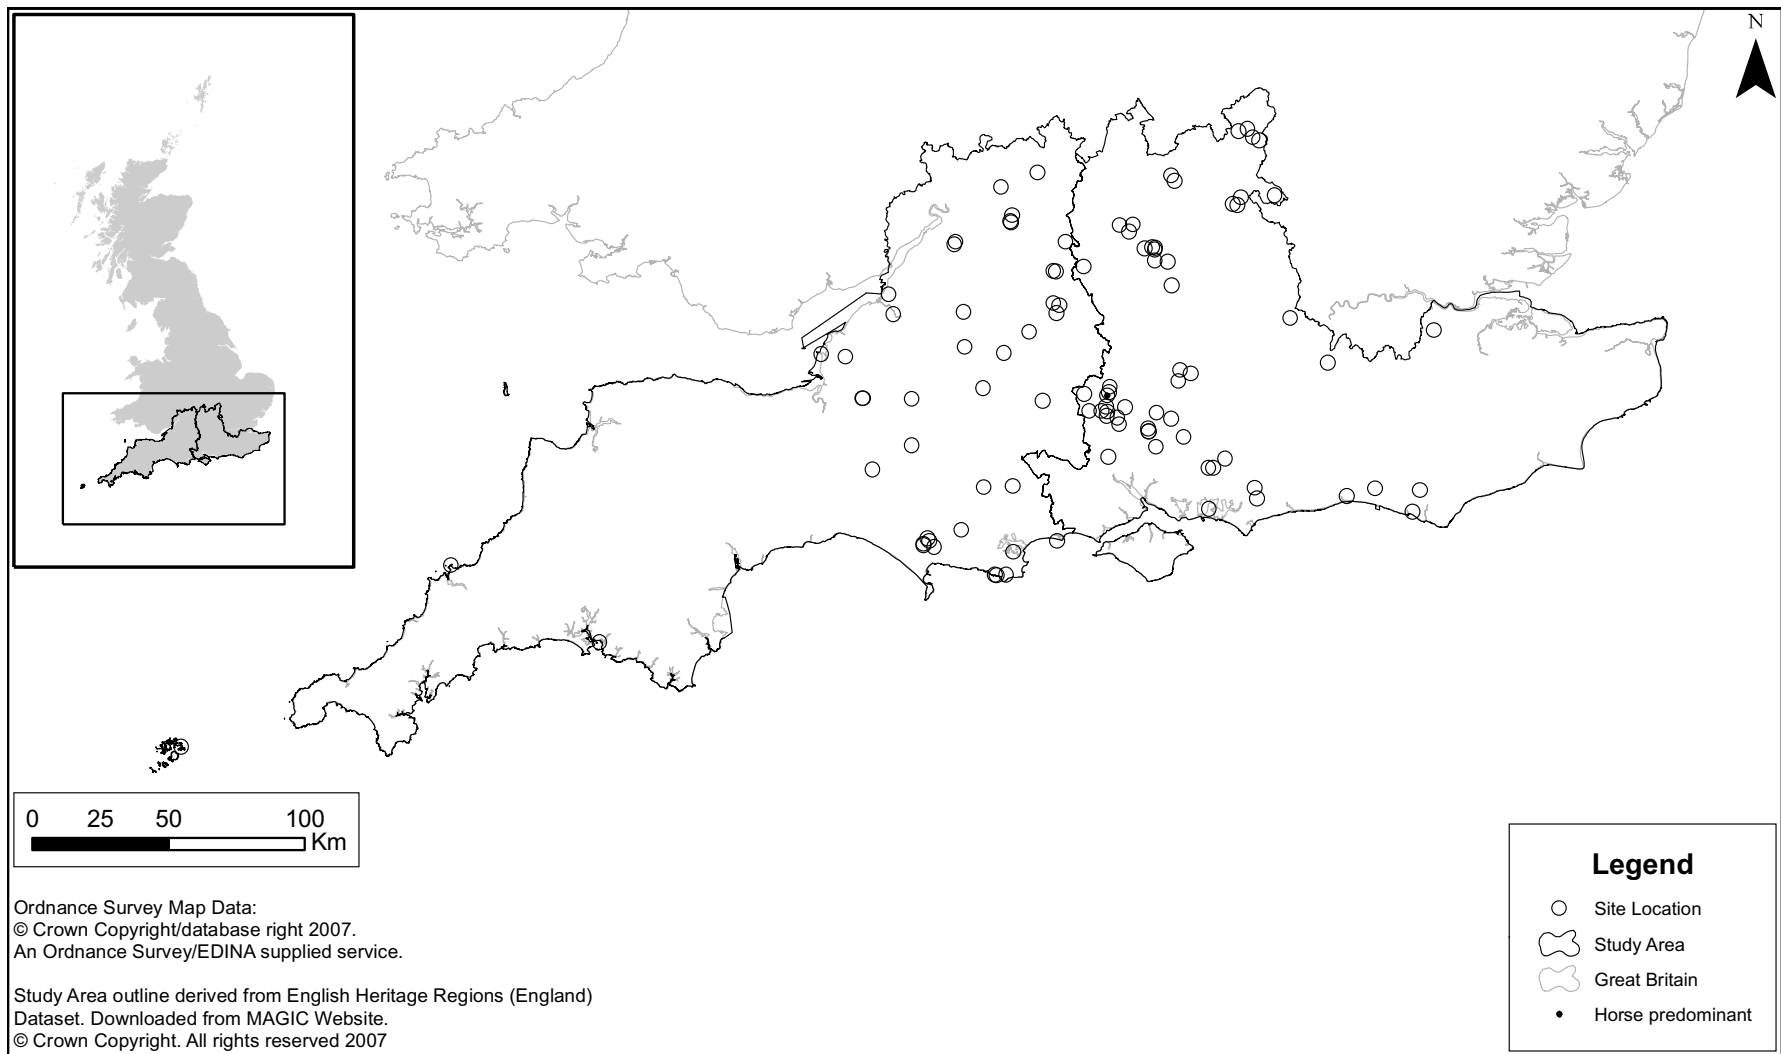 N
0 25 50 100
Km
Ordnance Survey Map Data:
© Crown Copyright/database right 2007.
An Ordnance Survey/EDINA supplied service.
Study Area outline derived from English Heritage Regions (England)
Dataset. Downloaded from MAGIC Website.
© Crown Copyright. All rights reserved 2007
Legend
Site Location
Study Area
Great Britain
Horse predominant